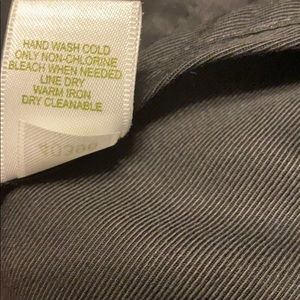 HAND WASH COLD
ONLY NON-CHLORINE
BLEACH WHEN NEEDED
LINE DRY
WARM IRON
DRY CLEANABLE